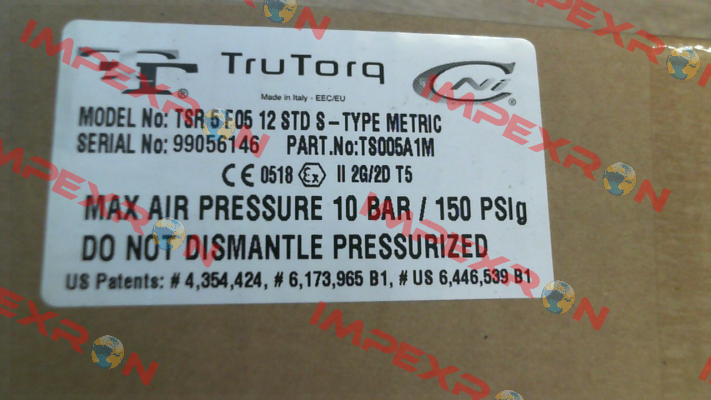 TruTorq
CNi
Made in Italy - EEC/EU
MODEL No: TSR 5 F05 12 STD S-TYPE METRIC
SERIAL No: 99056146 PART.No:TS005A1M
CE 0518 Ex II 2G/2D T5
MAX AIR PRESSURE 10 BAR / 150 PSIg
DO NOT DISMANTLE PRESSURIZED
US Patents: # 4,354,424, # 6,173,965 B1, # US 6,446,539 B1
IMPEXRON
IMPEXRON
IMPEXRON
IMPEXRON
IMPEXRON
IMPEXRON